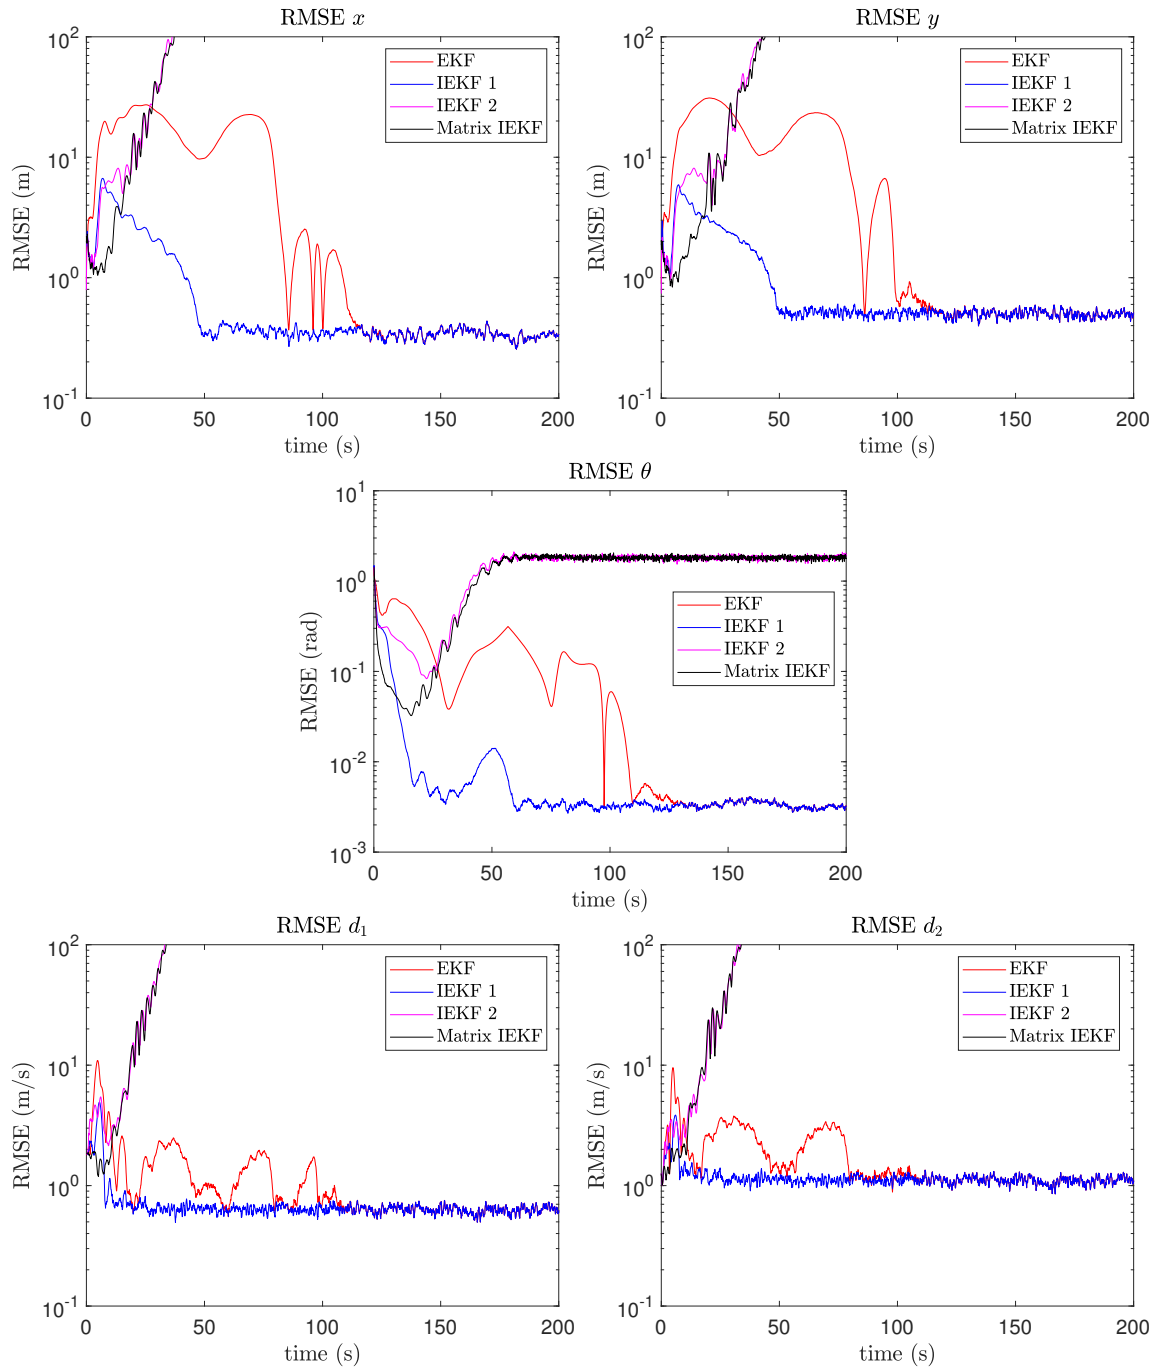 RMSE x
RMSE (m)
10^2
10^1
10^0
10^-1
EKF
IEKF 1
IEKF 2
Matrix IEKF
0 50 100 150 200
time (s)
RMSE y
RMSE (m)
10^2
10^1
10^0
10^-1
EKF
IEKF 1
IEKF 2
Matrix IEKF
0 50 100 150 200
time (s)
RMSE θ
RMSE (rad)
10^1
10^0
10^-1
10^-2
10^-3
EKF
IEKF 1
IEKF 2
Matrix IEKF
0 50 100 150 200
time (s)
RMSE d_1
RMSE (m/s)
10^2
10^1
10^0
10^-1
EKF
IEKF 1
IEKF 2
Matrix IEKF
0 50 100 150 200
time (s)
RMSE d_2
RMSE (m/s)
10^2
10^1
10^0
10^-1
EKF
IEKF 1
IEKF 2
Matrix IEKF
0 50 100 150 200
time (s)